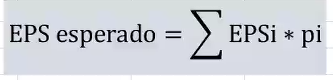 EPS esperado = ∑ EPSi * pi